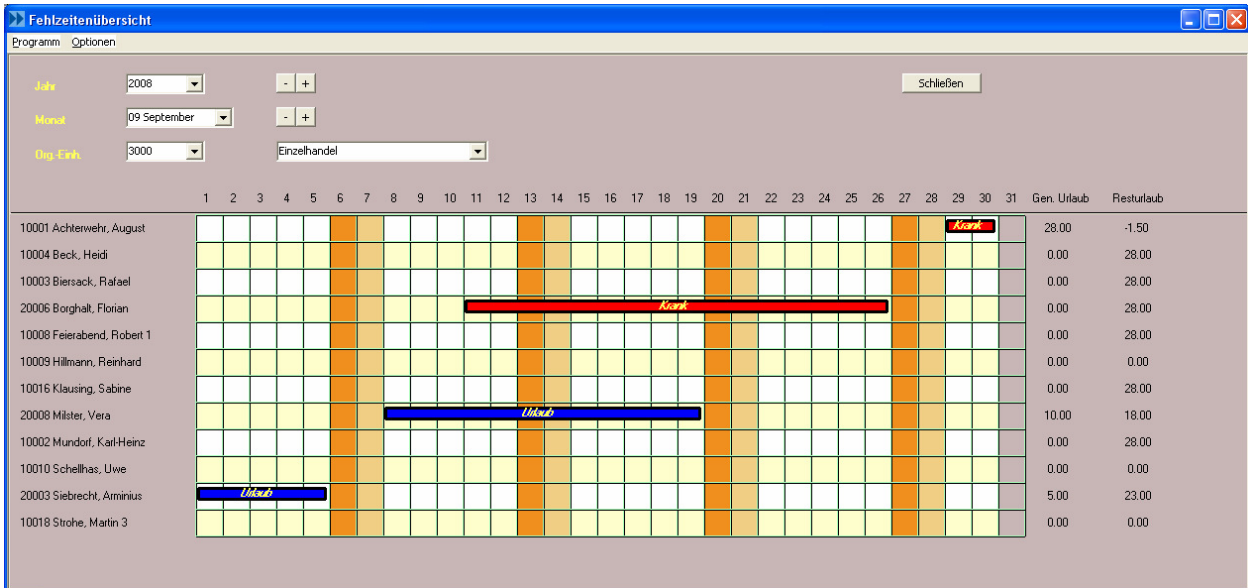 Fehlzeitenübersicht
Programm Optionen
Jahr 2008 - + Schließen
Monat 09 September - +
Org.-Einh. 3000 Einzelhandel
1 2 3 4 5 6 7 8 9 10 11 12 13 14 15 16 17 18 19 20 21 22 23 24 25 26 27 28 29 30 31 Gen. Urlaub Resturlaub
10001 Achterwehr, August Krank 28.00 -1.50
10004 Beck, Heidi 0.00 28.00
10003 Biersack, Rafael 0.00 28.00
20006 Borghalt, Florian Krank 0.00 28.00
10008 Feierabend, Robert 1 0.00 28.00
10009 Hillmann, Reinhard 0.00 0.00
10016 Klausing, Sabine 0.00 28.00
20008 Milster, Vera Urlaub 10.00 18.00
10002 Mundorf, Karl-Heinz 0.00 28.00
10010 Schellhas, Uwe 0.00 0.00
20003 Siebrecht, Arminius Urlaub 5.00 23.00
10018 Strohe, Martin 3 0.00 0.00